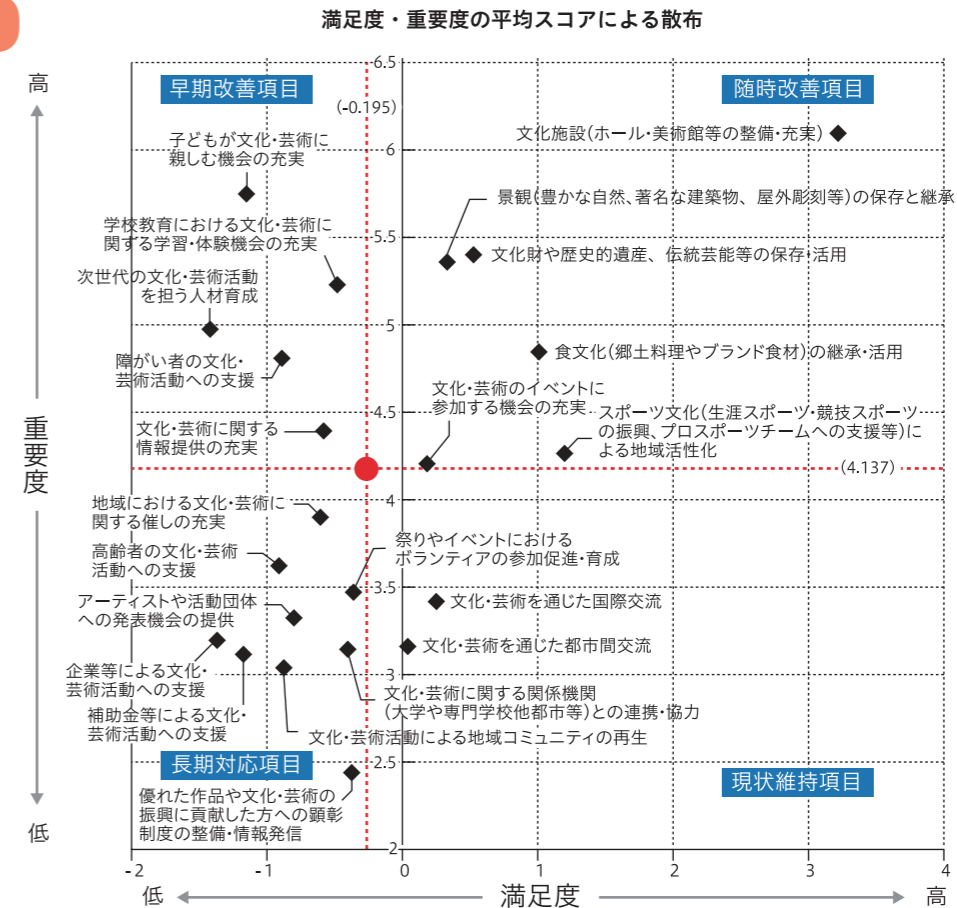 満足度・重要度の平均スコアによる散布
高
重要度
低
6.5
6
5.5
5
4.5
4
3.5
3
2.5
2
早期改善項目
随時改善項目
(-0.195)
文化施設(ホール・美術館等の整備・充実)
子どもが文化・芸術に
親しむ機会の充実
景観(豊かな自然、著名な建築物、屋外彫刻等)の保存と継承
学校教育における文化・芸術に
関する学習・体験機会の充実
文化財や歴史的遺産、伝統芸能等の保存・活用
次世代の文化・芸術活動
を担う人材育成
障がい者の文化・
芸術活動への支援
食文化(郷土料理やブランド食材)の継承・活用
文化・芸術のイベントに
参加する機会の充実
スポーツ文化(生涯スポーツ・競技スポーツ
の振興、プロスポーツチームへの支援等)に
よる地域活性化
文化・芸術に関する
情報提供の充実
(4.137)
地域における文化・芸術に
関する催しの充実
高齢者の文化・芸術
活動への支援
祭りやイベントにおける
ボランティアの参加促進・育成
アーティストや活動団体
への発表機会の提供
文化・芸術を通じた国際交流
文化・芸術を通じた都市間交流
企業等による文化・
芸術活動への支援
文化・芸術に関する関係機関
(大学や専門学校他都市等)との連携・協力
補助金等による文化・
芸術活動への支援
文化・芸術活動による地域コミュニティの再生
長期対応項目
現状維持項目
優れた作品や文化・芸術の
振興に貢献した方への顕彰
制度の整備・情報発信
-2
-1
0
1
2
3
4
低
満足度
高